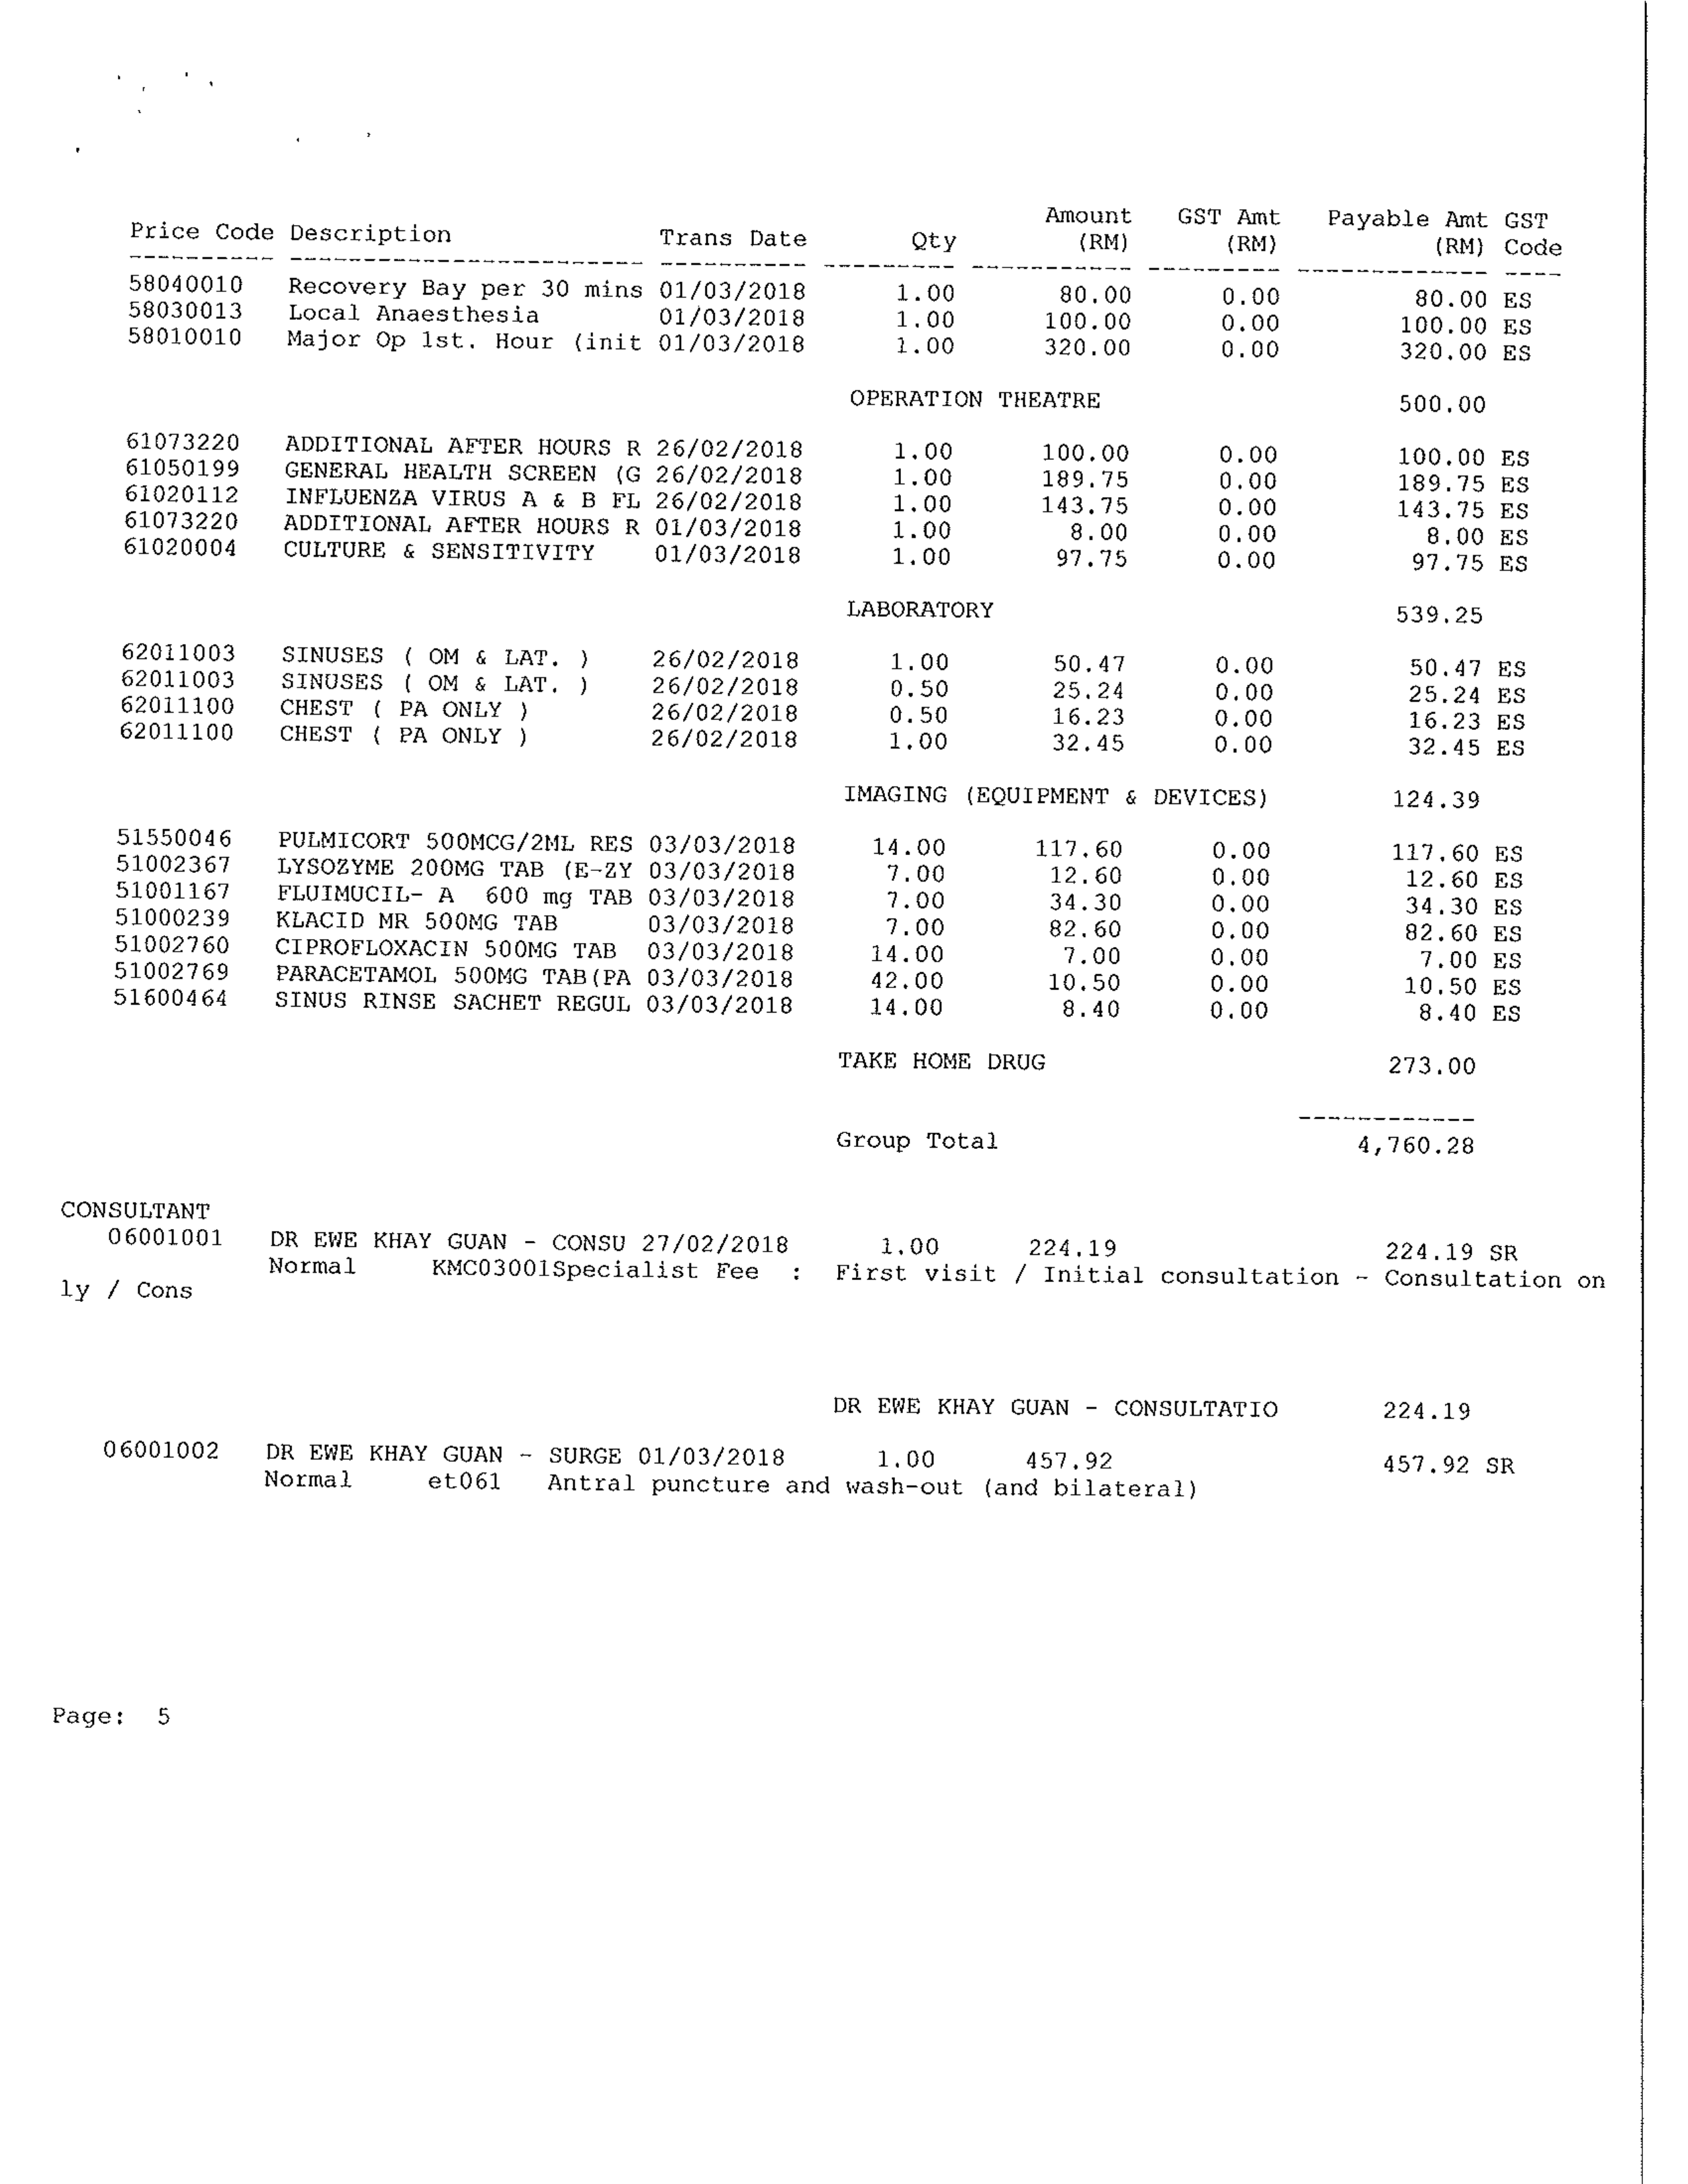 Amount GST Amt Payable Amt GST
Price Code Description Trans Date Qty (RM) (RM) (RM) Code
---------- ------------------------ ---------- --------- ----------- --------- ------------- ----
58040010 Recovery Bay per 30 mins 01/03/2018 1.00 80.00 0.00 80.00 ES
58030013 Local Anaesthesia 01/03/2018 1.00 100.00 0.00 100.00 ES
58010010 Major Op 1st. Hour (init 01/03/2018 1.00 320.00 0.00 320.00 ES
OPERATION THEATRE 500.00
61073220 ADDITIONAL AFTER HOURS R 26/02/2018 1.00 100.00 0.00 100.00 ES
61050199 GENERAL HEALTH SCREEN (G 26/02/2018 1.00 189.75 0.00 189.75 ES
61020112 INFLUENZA VIRUS A & B FL 26/02/2018 1.00 143.75 0.00 143.75 ES
61073220 ADDITIONAL AFTER HOURS R 01/03/2018 1.00 8.00 0.00 8.00 ES
61020004 CULTURE & SENSITIVITY 01/03/2018 1.00 97.75 0.00 97.75 ES
LABORATORY 539.25
62011003 SINUSES ( OM & LAT. ) 26/02/2018 1.00 50.47 0.00 50.47 ES
62011003 SINUSES ( OM & LAT. ) 26/02/2018 0.50 25.24 0.00 25.24 ES
62011100 CHEST ( PA ONLY ) 26/02/2018 0.50 16.23 0.00 16.23 ES
62011100 CHEST ( PA ONLY ) 26/02/2018 1.00 32.45 0.00 32.45 ES
IMAGING (EQUIPMENT & DEVICES) 124.39
51550046 PULMICORT 500MCG/2ML RES 03/03/2018 14.00 117.60 0.00 117.60 ES
51002367 LYSOZYME 200MG TAB (E-ZY 03/03/2018 7.00 12.60 0.00 12.60 ES
51001167 FLUIMUCIL- A 600 mg TAB 03/03/2018 7.00 34.30 0.00 34.30 ES
51000239 KLACID MR 500MG TAB 03/03/2018 7.00 82.60 0.00 82.60 ES
51002760 CIPROFLOXACIN 500MG TAB 03/03/2018 14.00 7.00 0.00 7.00 ES
51002769 PARACETAMOL 500MG TAB(PA 03/03/2018 42.00 10.50 0.00 10.50 ES
51600464 SINUS RINSE SACHET REGUL 03/03/2018 14.00 8.40 0.00 8.40 ES
TAKE HOME DRUG 273.00
------------
Group Total 4,760.28
CONSULTANT
06001001 DR EWE KHAY GUAN - CONSU 27/02/2018 1.00 224.19 224.19 SR
Normal KMC03001Specialist Fee : First visit / Initial consultation - Consultation on
ly / Cons
DR EWE KHAY GUAN - CONSULTATIO 224.19
06001002 DR EWE KHAY GUAN - SURGE 01/03/2018 1.00 457.92 457.92 SR
Normal et061 Antral puncture and wash-out (and bilateral)
Page: 5